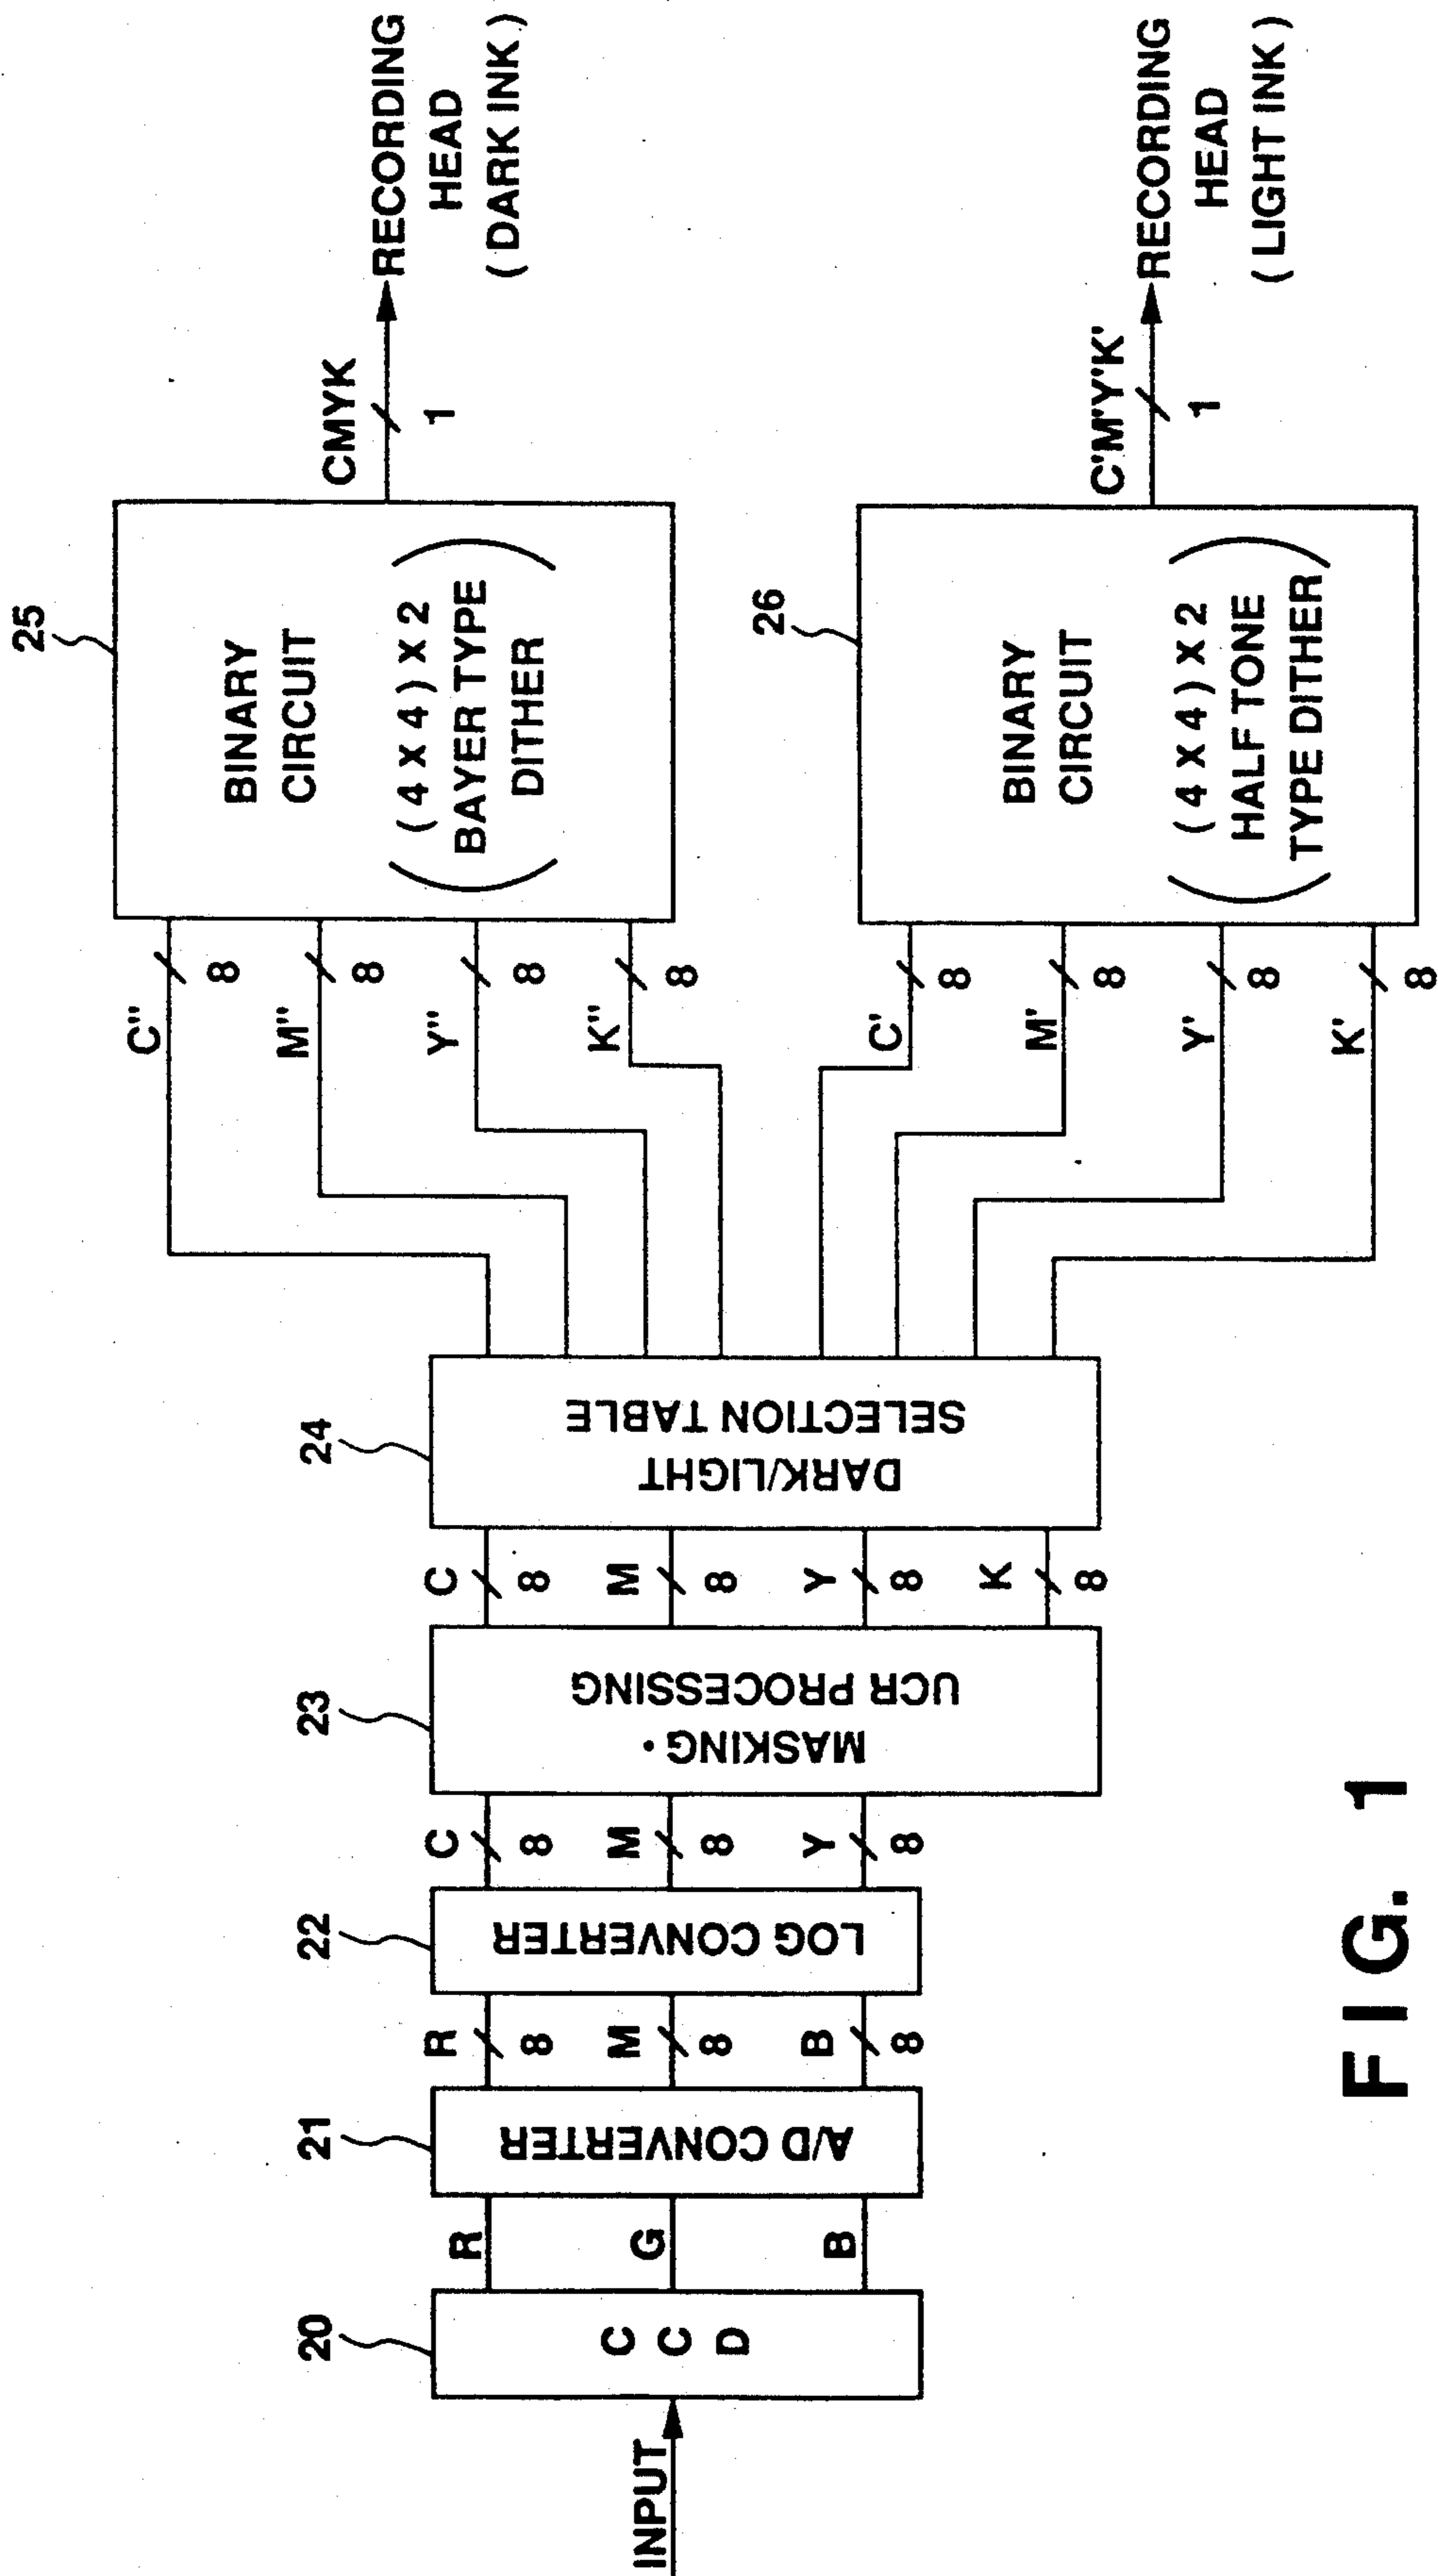 INPUT
20
C
C
D
R
G
B
21
A/D CONVERTER
R
8
M
8
B
8
22
LOG CONVERTER
C
8
M
8
Y
8
23
MASKING·
UCR PROCESSING
C
8
M
8
Y
8
K
8
24
DARK/LIGHT
SELECTION TABLE
C"
8
M"
8
Y"
8
K"
8
C'
8
M'
8
Y'
8
K'
8
25
BINARY
CIRCUIT
( 4 X 4 ) X 2
BAYER TYPE
DITHER
CMYK
1
RECORDING
HEAD
( DARK INK )
26
BINARY
CIRCUIT
( 4 X 4 ) X 2
HALF TONE
TYPE DITHER
C'M'Y'K'
1
RECORDING
HEAD
( LIGHT INK )
FIG. 1